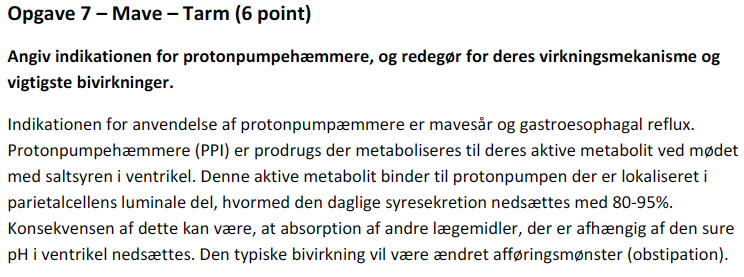 Opgave 7 – Mave – Tarm (6 point)
Angiv indikationen for protonpumpehæmmere, og redegør for deres virkningsmekanisme og
vigtigste bivirkninger.
Indikationen for anvendelse af protonpumpæmmere er mavesår og gastroesophagal reflux.
Protonpumpehæmmere (PPI) er prodrugs der metaboliseres til deres aktive metabolit ved mødet
med saltsyren i ventrikel. Denne aktive metabolit binder til protonpumpen der er lokaliseret i
parietalcellens luminale del, hvormed den daglige syresekretion nedsættes med 80-95%.
Konsekvensen af dette kan være, at absorption af andre lægemidler, der er afhængig af den sure
pH i ventrikel nedsættes. Den typiske bivirkning vil være ændret afføringsmønster (obstipation).